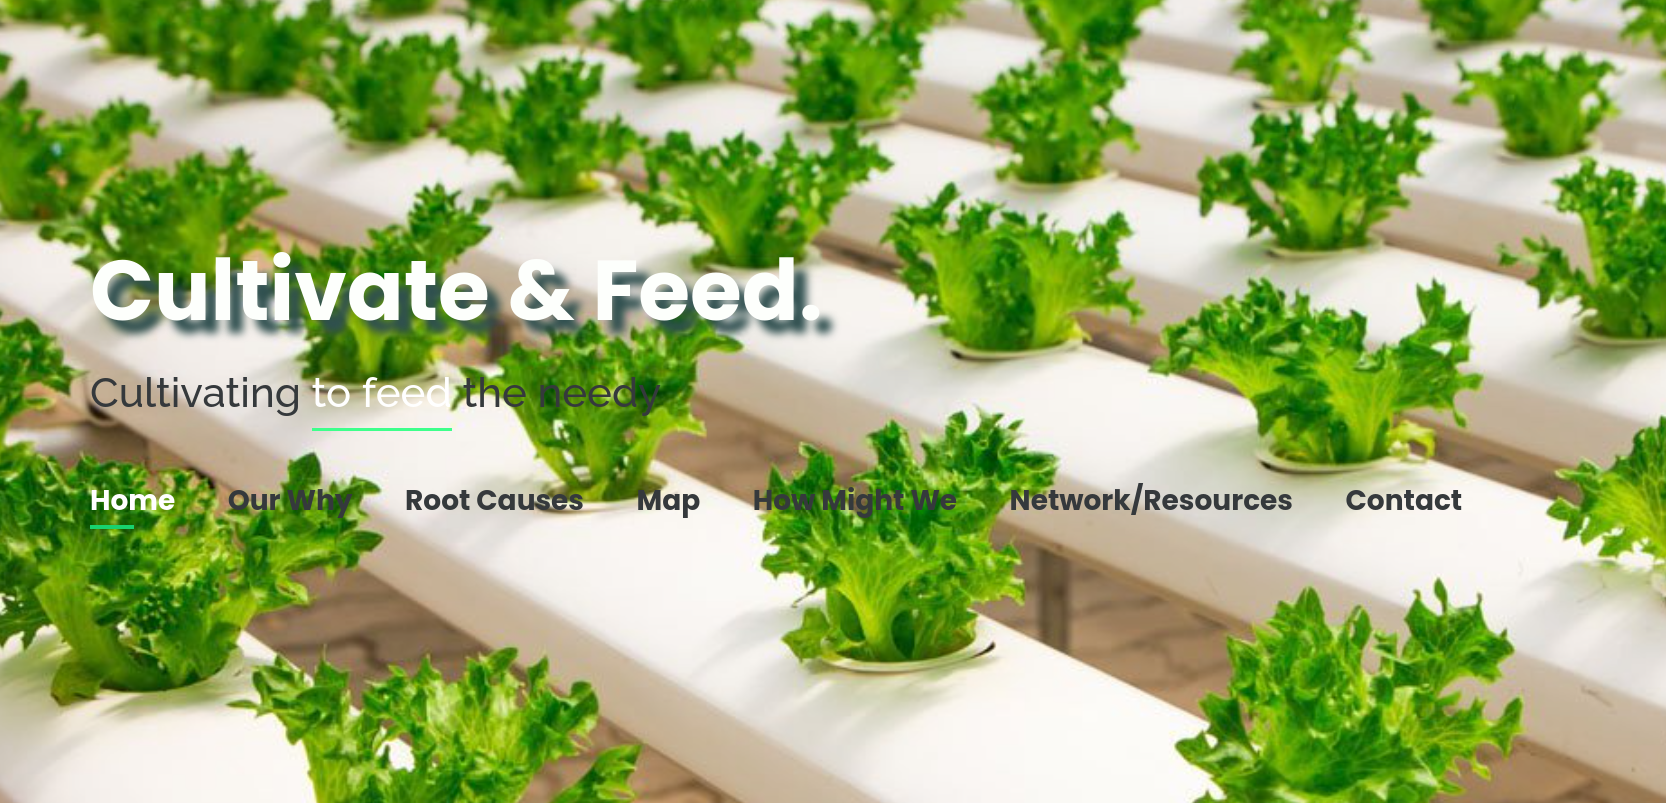 Cultivate & Feed.
Cultivating to feed the needy
Home Our Why Root Causes Map How Might We Network/Resources Contact